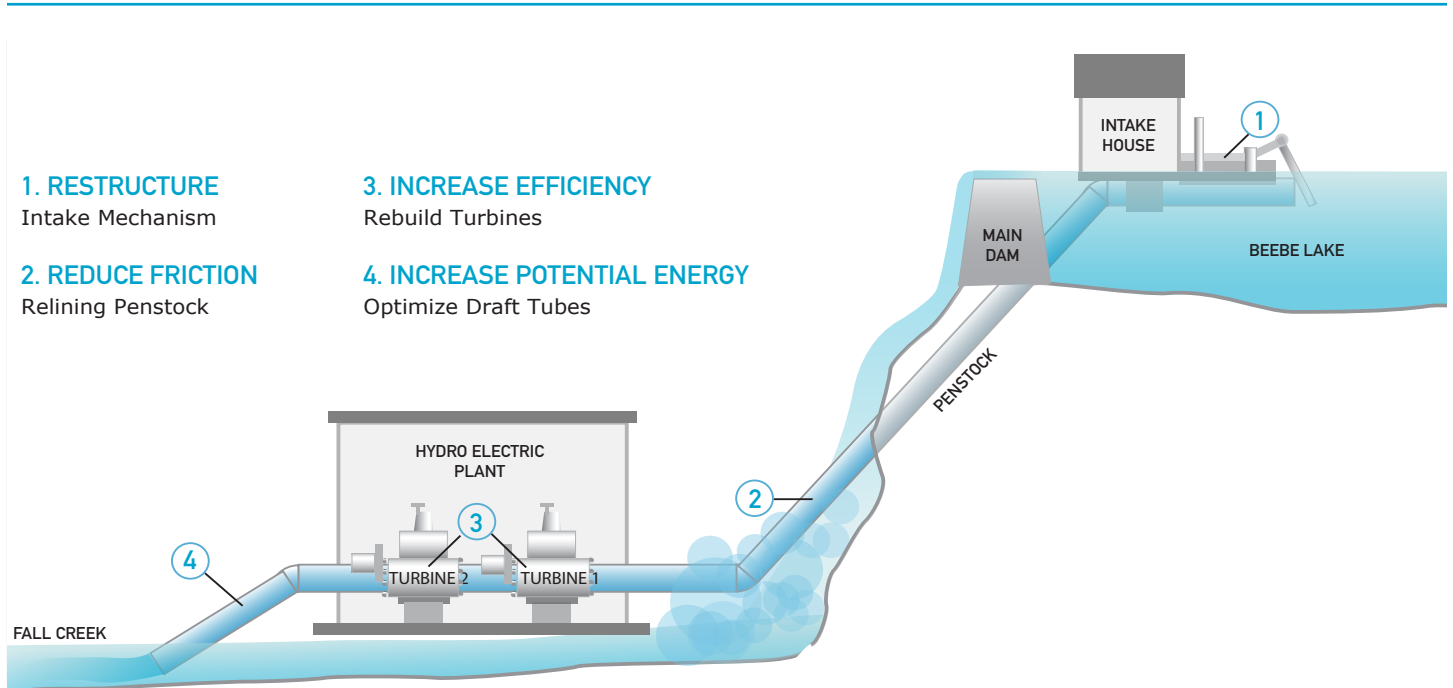 1. RESTRUCTURE
Intake Mechanism
2. REDUCE FRICTION
Relining Penstock
3. INCREASE EFFICIENCY
Rebuild Turbines
4. INCREASE POTENTIAL ENERGY
Optimize Draft Tubes
INTAKE
HOUSE
1
MAIN
DAM
BEEBE LAKE
PENSTOCK
HYDRO ELECTRIC
PLANT
2
3
4
TURBINE 2
TURBINE 1
FALL CREEK